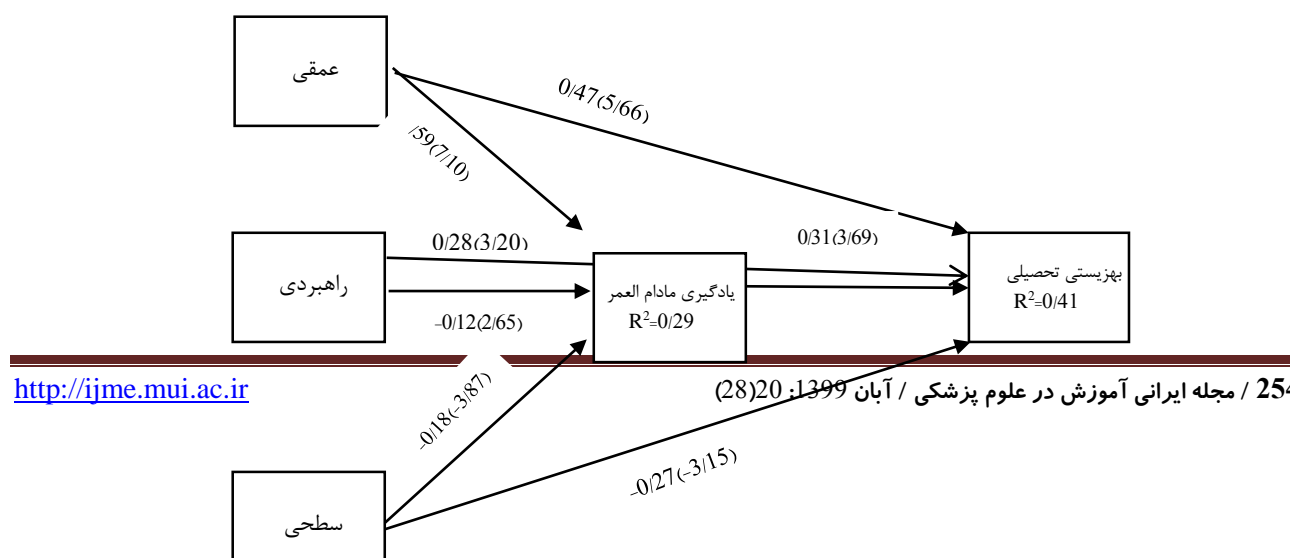 عمقی
0/47(5/66)
/59(7/10)
راهبردی
0/28(3/20)
0/31(3/69)
یادگیری مادام العمر
R²=0/29
بهزیستی تحصیلی
R²=0/41
-0/12(2/65)
http://ijme.mui.ac.ir
254 / مجله ایرانی آموزش در علوم پزشکی / آبان 1399؛ 20(28)
-0/18(-3/87)
-0/27(-3/15)
سطحی